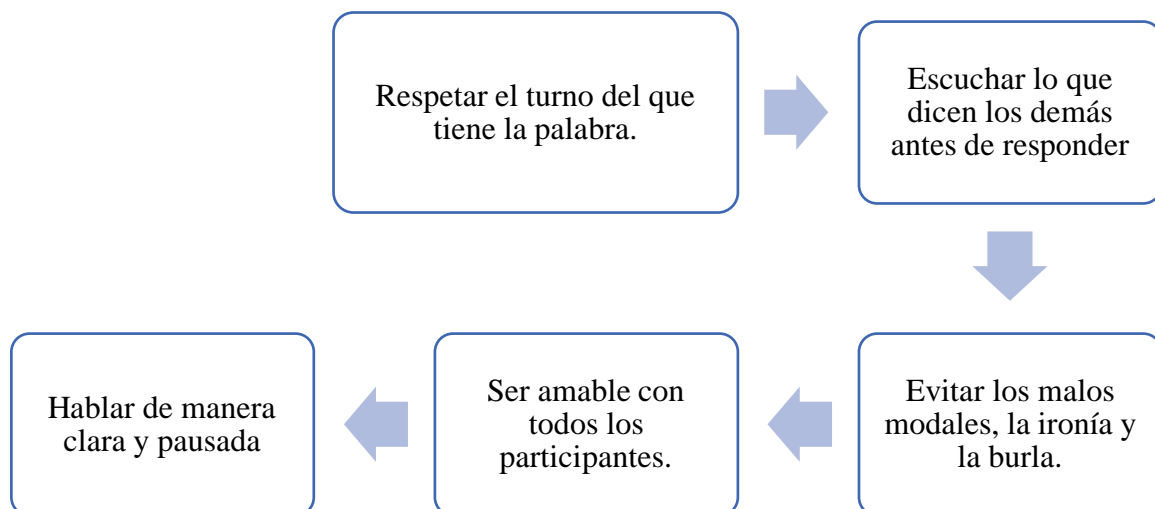 Respetar el turno del que
tiene la palabra.
Escuchar lo que
dicen los demás
antes de responder
Evitar los malos
modales, la ironía y
la burla.
Ser amable con
todos los
participantes.
Hablar de manera
clara y pausada